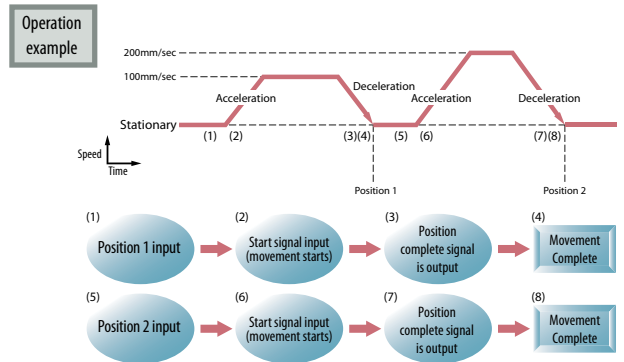 Operation
example
200mm/sec
100mm/sec
Acceleration
Deceleration
Acceleration
Deceleration
Stationary
(1) (2) (3)(4) (5) (6) (7)(8)
Speed
Time
Position 1
Position 2
(1) (2) (3) (4)
Position 1 input
Start signal input
(movement starts)
Position
complete signal
is output
Movement
Complete
(5) (6) (7) (8)
Position 2 input
Start signal input
(movement starts)
Position
complete signal
is output
Movement
Complete